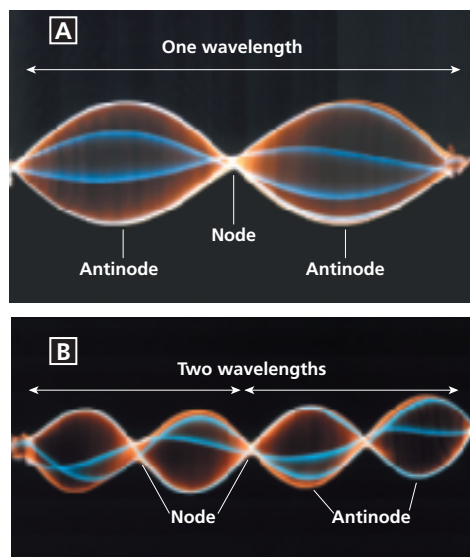 A
One wavelength
Node
Antinode
Antinode
B
Two wavelengths
Node
Antinode